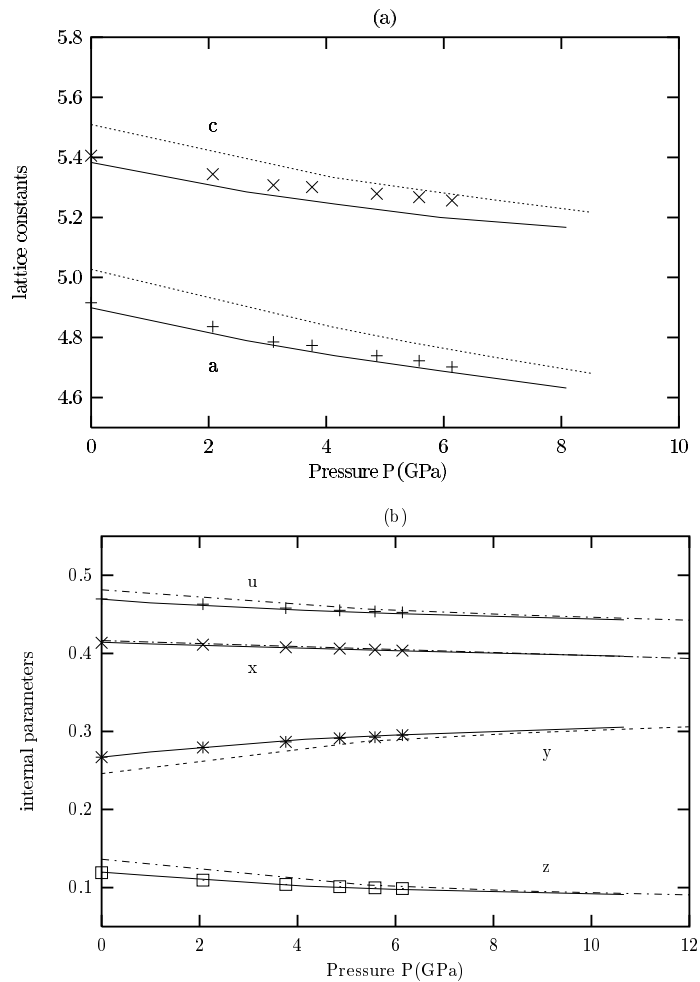 (a)
5.8
5.6
5.4
5.2
5.0
4.8
4.6
lattice constants
c
a
0
2
4
6
8
10
Pressure P(GPa)
(b)
0.5
0.4
0.3
0.2
0.1
internal parameters
u
x
y
z
0
2
4
6
8
10
12
Pressure P(GPa)